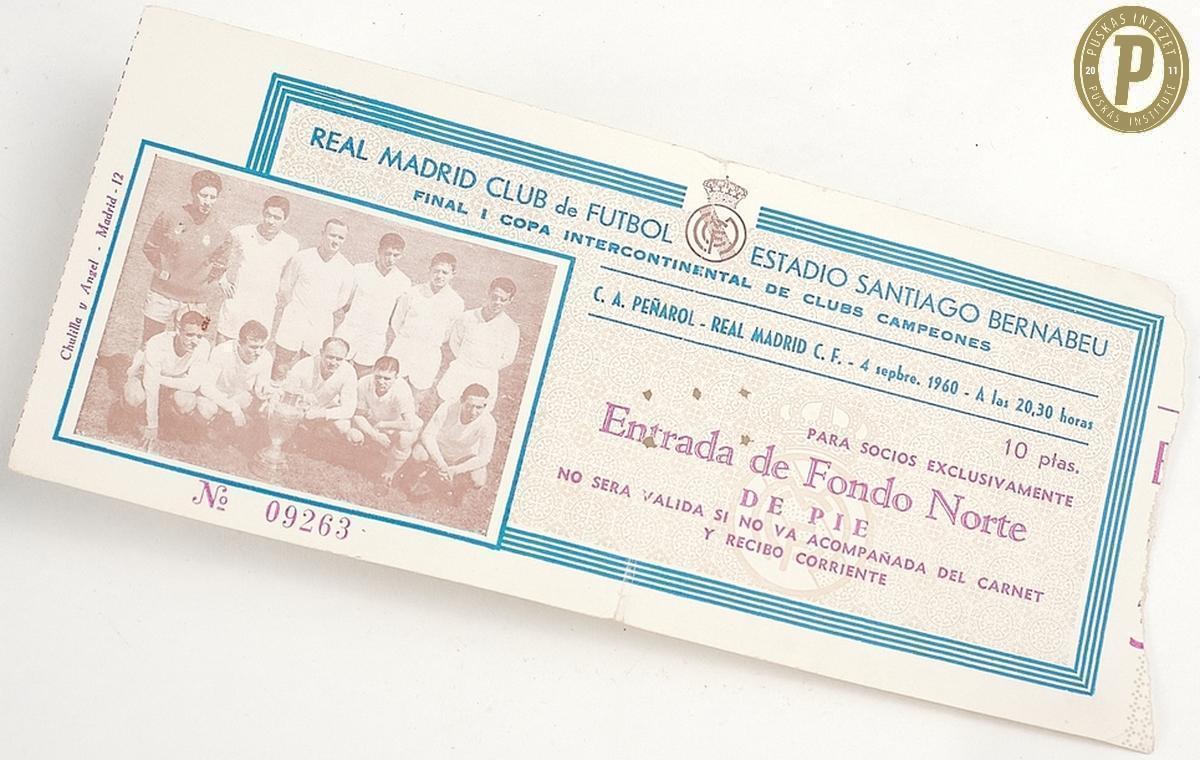 PUSKÁS INTÉZET
20 P 11
PUSKÁS INSTITUTE
REAL MADRID CLUB de FUTBOL ESTADIO SANTIAGO BERNABEU
FINAL I COPA INTERCONTINENTAL DE CLUBS CAMPEONES
C. A. PEÑAROL - REAL MADRID C. F. - 4 sepbre. 1960 - A las 20,30 horas
10 ptas.
PARA SOCIOS EXCLUSIVAMENTE
Entrada de Fondo Norte
DE PIE
NO SERA VALIDA SI NO VA ACOMPAÑADA DEL CARNET
Y RECIBO CORRIENTE
Chulilla y Angel - Madrid - 12
Nº 09263